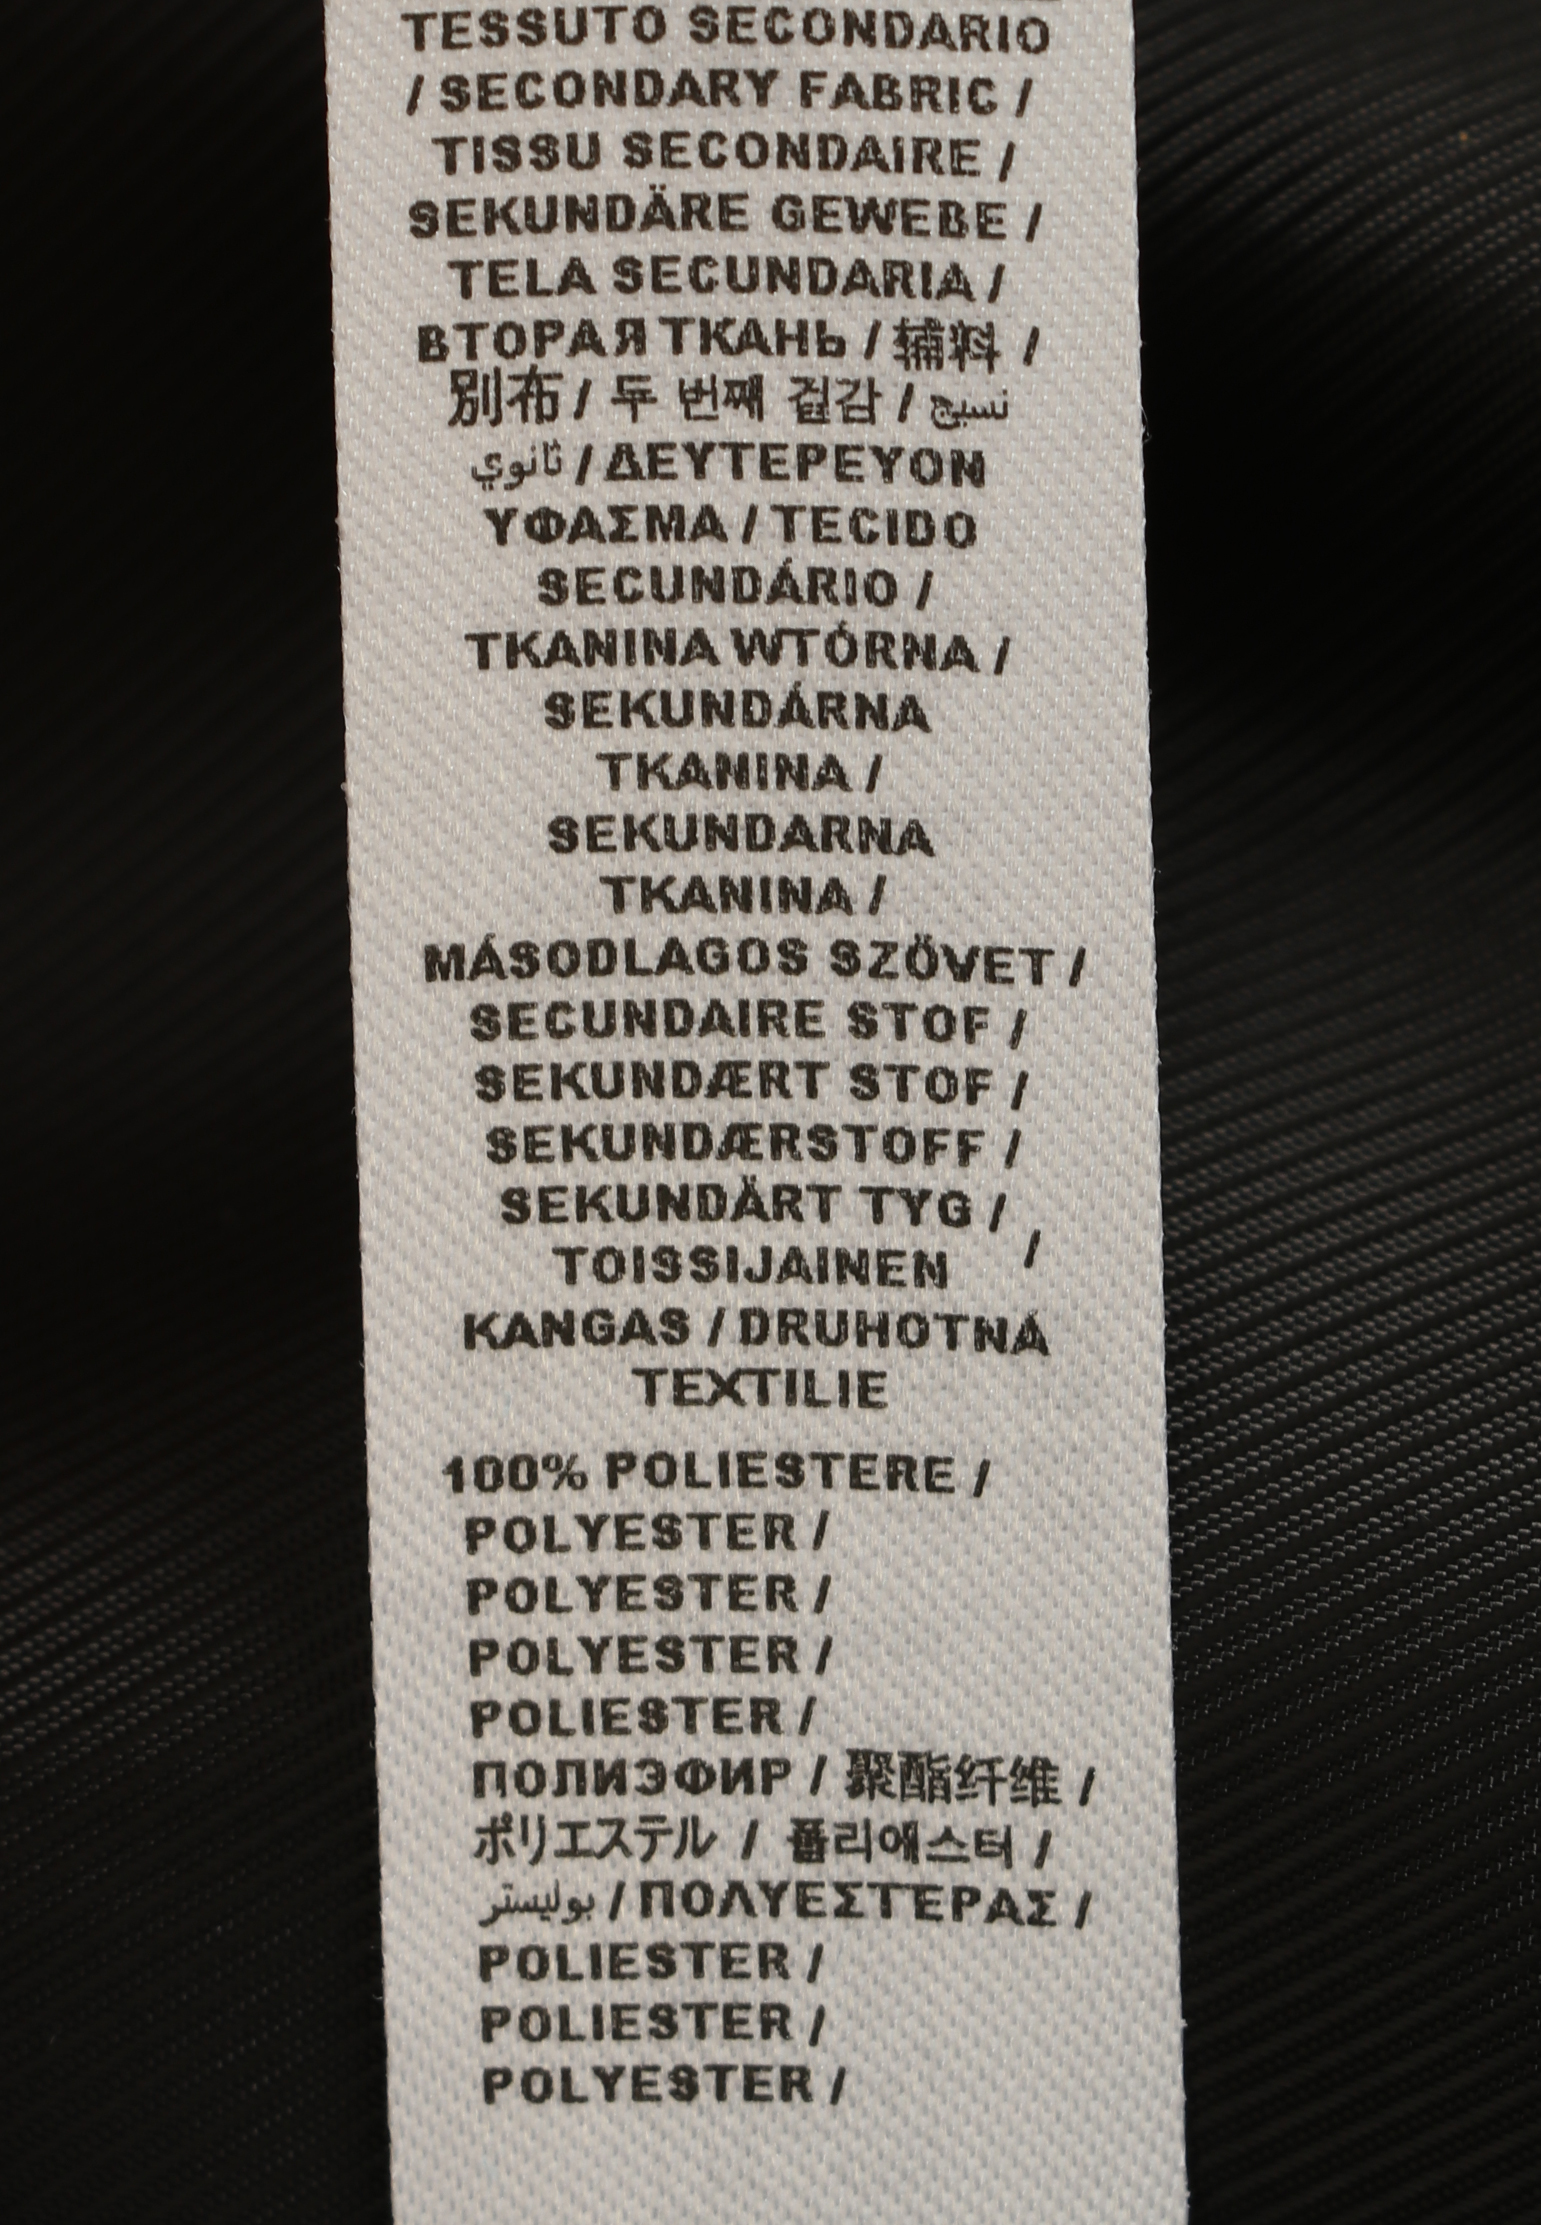 TESSUTO SECONDARIO
/ SECONDARY FABRIC /
TISSU SECONDAIRE /
SEKUNDÄRE GEWEBE /
TELA SECUNDARIA /
ВТОРАЯ ТКАНЬ / 辅料 /
別布 / 두 번째 겉감 / نسيج
ثانوي / ΔΕΥΤΕΡΕΥΟΝ
ΥΦΑΣΜΑ / TECIDO
SECUNDÁRIO /
TKANINA WTÓRNA /
SEKUNDÁRNA
TKANINA /
SEKUNDARNA
TKANINA /
MÁSODLAGOS SZÖVET /
SECUNDAIRE STOF /
SEKUNDÆRT STOF /
SEKUNDÆRSTOFF /
SEKUNDÄRT TYG /
TOISSIJAINEN /
KANGAS / DRUHOTNÁ
TEXTILIE
100% POLIESTERE /
POLYESTER /
POLYESTER /
POLYESTER /
POLIESTER /
ПОЛИЭФИР / 聚酯纤维 /
ポリエステル / 폴리에스터 /
بوليستر / ΠΟΛΥΕΣΤΕΡΑΣ /
POLIESTER /
POLIESTER /
POLYESTER /